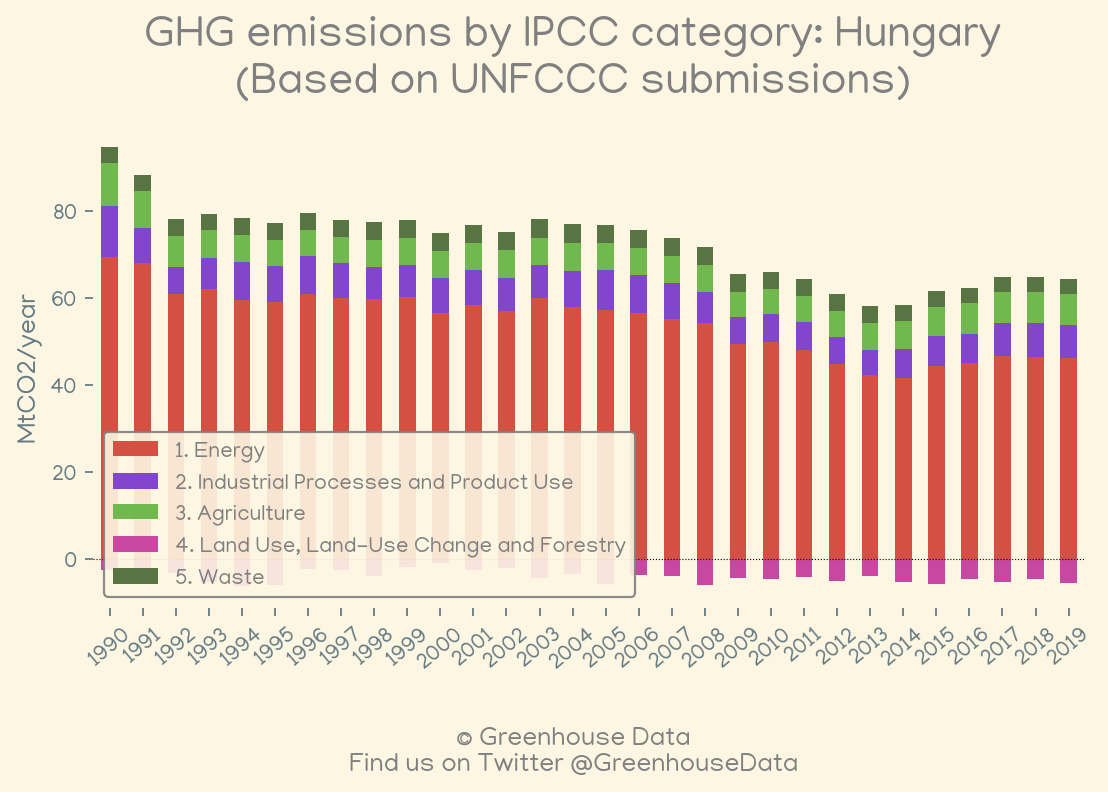 GHG emissions by IPCC category: Hungary
(Based on UNFCCC submissions)
MtCO2/year
80
60
40
20
0
1. Energy
2. Industrial Processes and Product Use
3. Agriculture
4. Land Use, Land-Use Change and Forestry
5. Waste
1990 1991 1992 1993 1994 1995 1996 1997 1998 1999 2000 2001 2002 2003 2004 2005 2006 2007 2008 2009 2010 2011 2012 2013 2014 2015 2016 2017 2018 2019
© Greenhouse Data
Find us on Twitter @GreenhouseData